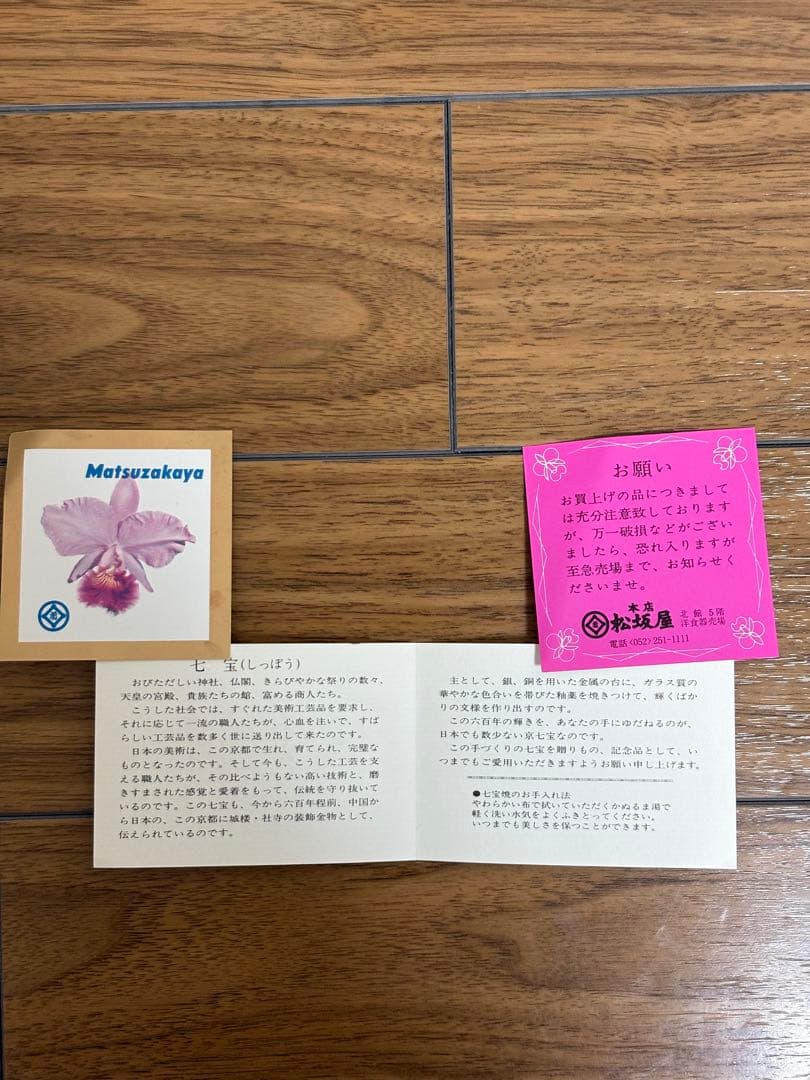 Matsuzakaya
お願い
お買上げの品につきまして
は充分注意致しております
が、万一破損などがござい
ましたら、恐れ入りますが
至急売場まで、お知らせく
ださいませ。
本店
松坂屋
北館5階
洋食器売場
電話〈052〉251-1111
七 宝(しっぽう)
おびただしい神社、仏閣、きらびやかな祭りの数々、
天皇の宮殿、貴族たちの館、富める商人たち。
こうした社会では、すぐれた美術工芸品を要求し、
それに応じて一流の職人たちが、心血を注いで、すば
らしい工芸品を数多く世に送り出して来たのです。
日本の美術は、この京都で生れ、育てられ、完璧な
ものとなったのです。そして今も、こうした工芸を支
える職人たちが、その比べようもない高い技術と、磨
きすまされた感覚と愛着をもって、伝統を守り抜いて
いるのです。この七宝も、今から六百年程前、中国か
ら日本の、この京都に城楼・社寺の装飾金物として、
伝えられているのです。
主として、銀、銅を用いた金属の台に、ガラス質の
華やかな色合いを帯びた釉薬を焼きつけて、輝くばか
りの文様を作り出すのです。
この六百年の輝きを、あなたの手にゆだねるのが、
日本でも数少ない京七宝なのです。
この手づくりの七宝を贈りもの、記念品として、い
つまでもご愛用いただきますようお願い申し上げます。
●七宝焼のお手入れ法
やわらかい布で拭いていただくかぬるま湯で
軽く洗い水気をよくふきとってください。
いつまでも美しさを保つことができます。